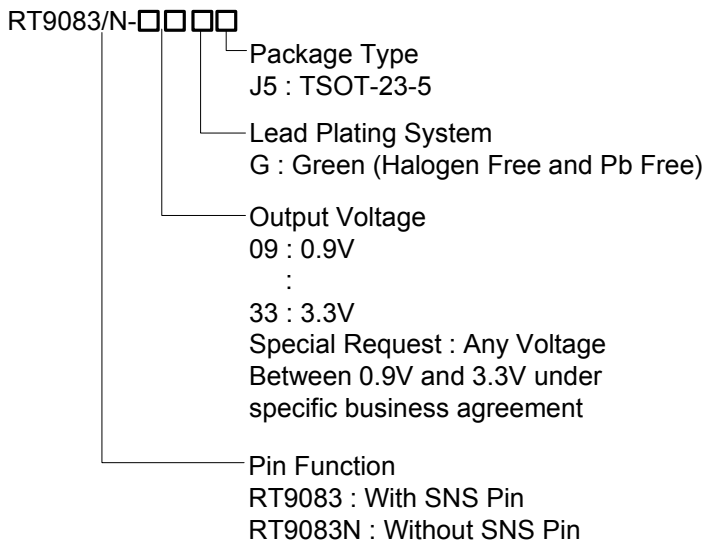 RT9083/N-□□□□
Package Type
J5 : TSOT-23-5
Lead Plating System
G : Green (Halogen Free and Pb Free)
Output Voltage
09 : 0.9V
:
33 : 3.3V
Special Request : Any Voltage
Between 0.9V and 3.3V under
specific business agreement
Pin Function
RT9083 : With SNS Pin
RT9083N : Without SNS Pin